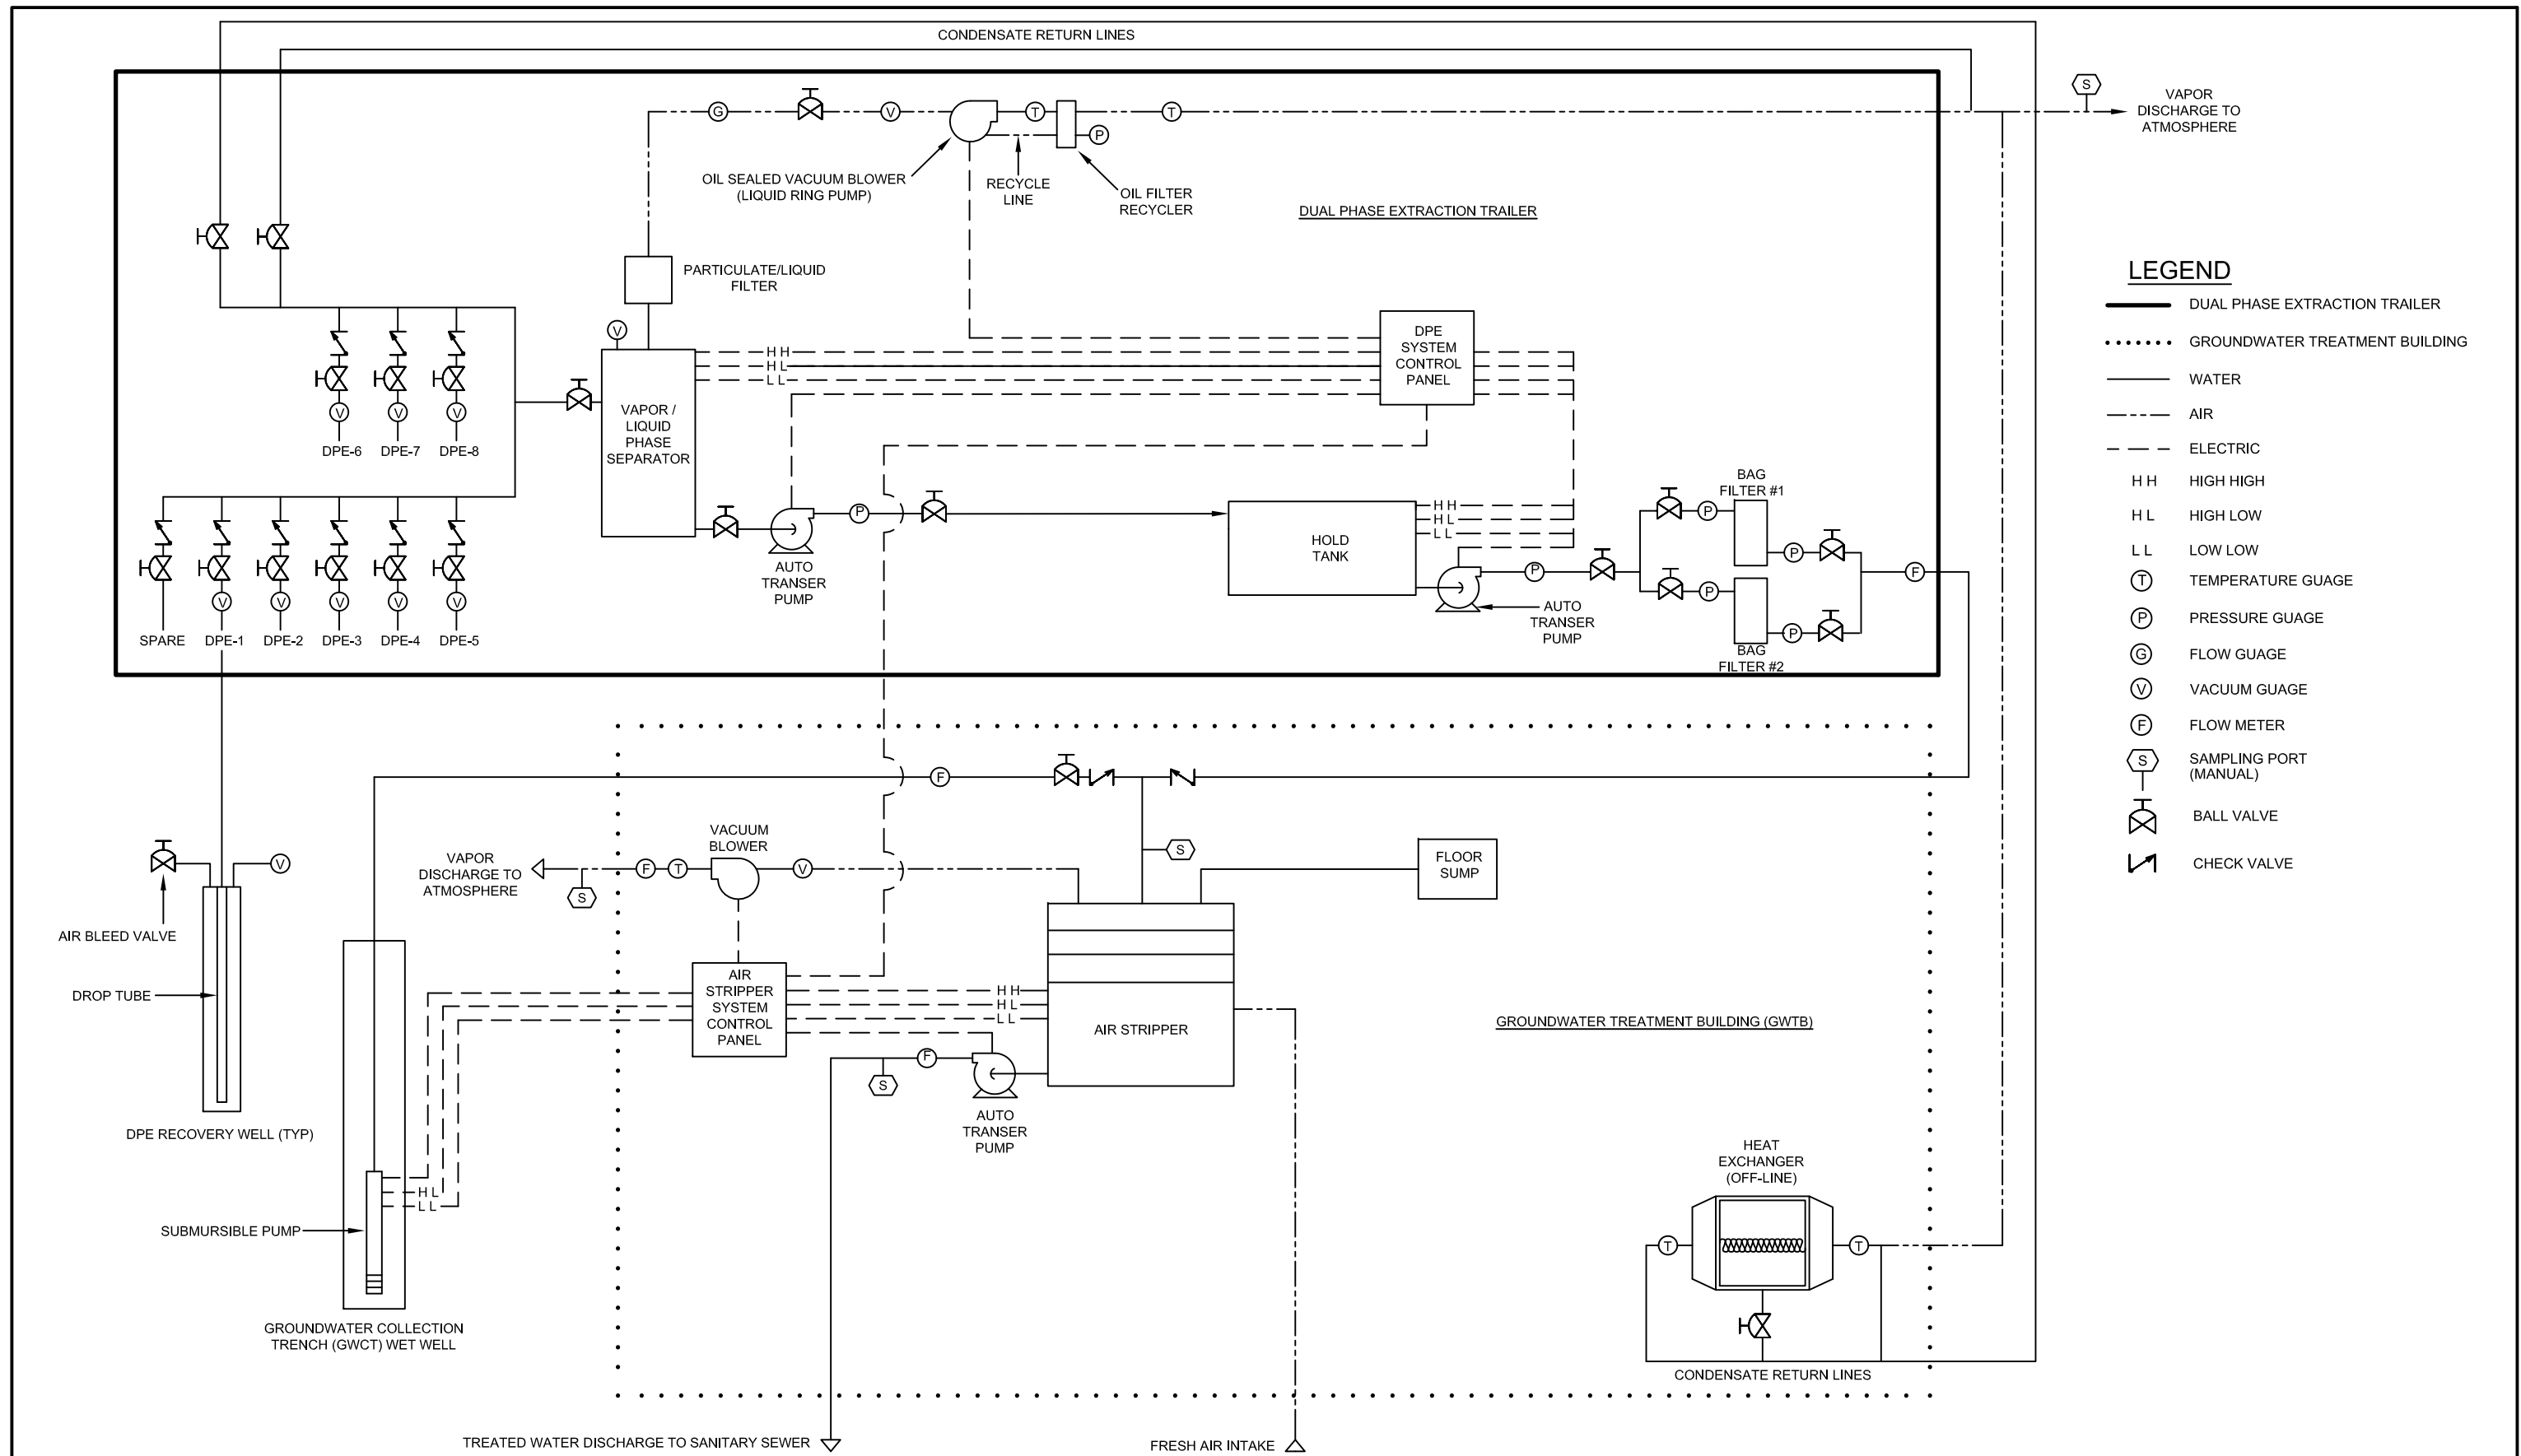 CONDENSATE RETURN LINES
S
VAPOR
DISCHARGE TO
ATMOSPHERE
G
V
T
T
P
OIL SEALED VACUUM BLOWER
(LIQUID RING PUMP)
RECYCLE
LINE
OIL FILTER
RECYCLER
DUAL PHASE EXTRACTION TRAILER
PARTICULATE/LIQUID
FILTER
V
VAPOR /
LIQUID
PHASE
SEPARATOR
H H
H L
L L
DPE
SYSTEM
CONTROL
PANEL
V
V
V
DPE-6
DPE-7
DPE-8
V
V
V
V
V
SPARE
DPE-1
DPE-2
DPE-3
DPE-4
DPE-5
AUTO
TRANSER
PUMP
P
HOLD
TANK
H H
H L
L L
P
AUTO
TRANSER
PUMP
BAG
FILTER #1
P
P
P
P
BAG
FILTER #2
F
LEGEND
DUAL PHASE EXTRACTION TRAILER
GROUNDWATER TREATMENT BUILDING
WATER
AIR
ELECTRIC
H H HIGH HIGH
H L HIGH LOW
L L LOW LOW
T TEMPERATURE GUAGE
P PRESSURE GUAGE
G FLOW GUAGE
V VACUUM GUAGE
F FLOW METER
S SAMPLING PORT
(MANUAL)
BALL VALVE
CHECK VALVE
V
AIR BLEED VALVE
DROP TUBE
DPE RECOVERY WELL (TYP)
SUBMURSIBLE PUMP
H L
L L
GROUNDWATER COLLECTION
TRENCH (GWCT) WET WELL
F
VAPOR
DISCHARGE TO
ATMOSPHERE
S
F
T
VACUUM
BLOWER
V
S
FLOOR
SUMP
AIR
STRIPPER
SYSTEM
CONTROL
PANEL
H H
H L
L L
AIR STRIPPER
S
F
AUTO
TRANSER
PUMP
GROUNDWATER TREATMENT BUILDING (GWTB)
HEAT
EXCHANGER
(OFF-LINE)
T
T
CONDENSATE RETURN LINES
TREATED WATER DISCHARGE TO SANITARY SEWER
FRESH AIR INTAKE